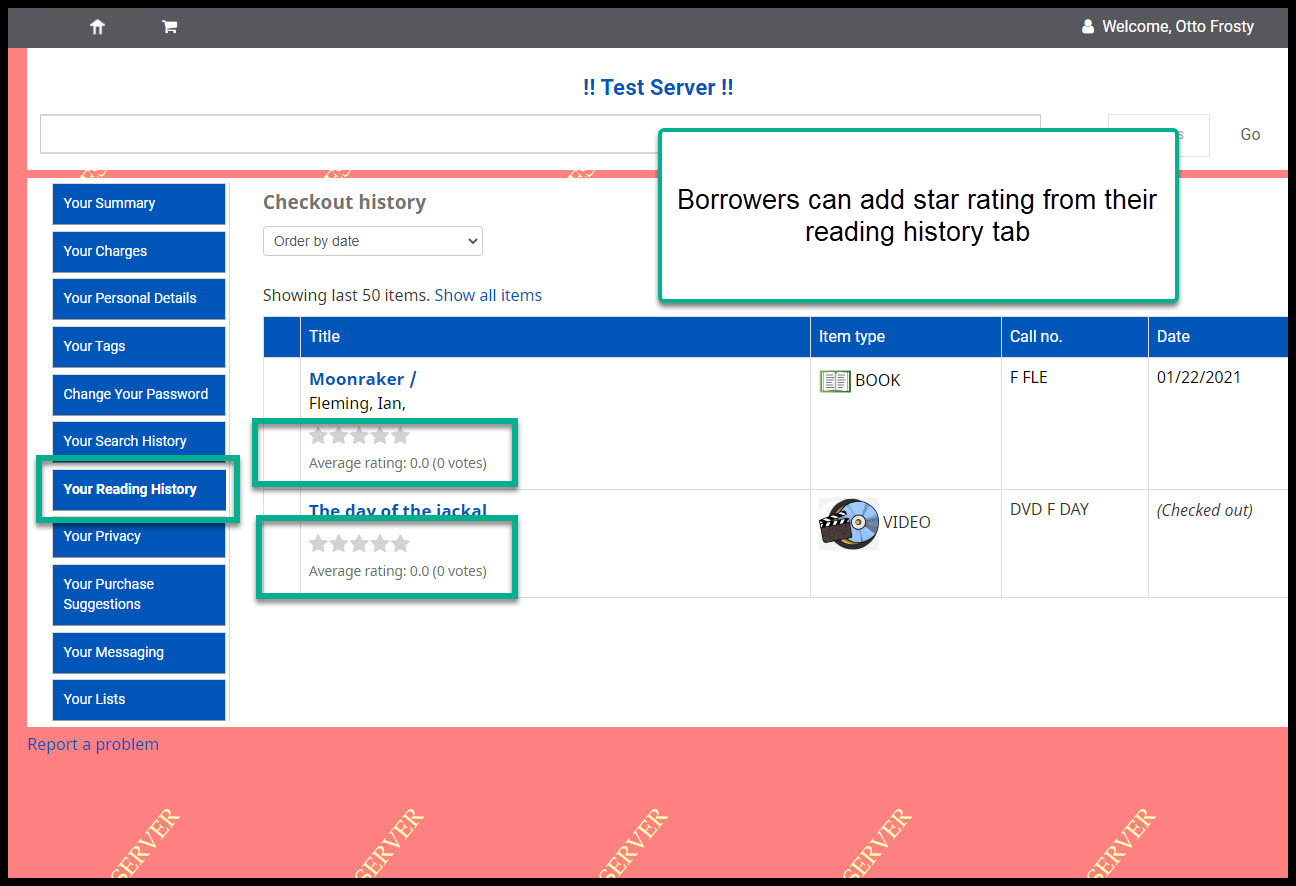 Welcome, Otto Frosty
!! Test Server !!
Go
Borrowers can add star rating from their
reading history tab
Your Summary
Your Charges
Your Personal Details
Your Tags
Change Your Password
Your Search History
Your Reading History
Your Privacy
Your Purchase
Suggestions
Your Messaging
Your Lists
Checkout history
Order by date
Showing last 50 items. Show all items
Title Item type Call no. Date
Moonraker / BOOK F FLE 01/22/2021
Fleming, Ian,
Average rating: 0.0 (0 votes)
The day of the jackal VIDEO DVD F DAY (Checked out)
Average rating: 0.0 (0 votes)
Report a problem
SERVER
SERVER
SERVER
SERVER
SERVER